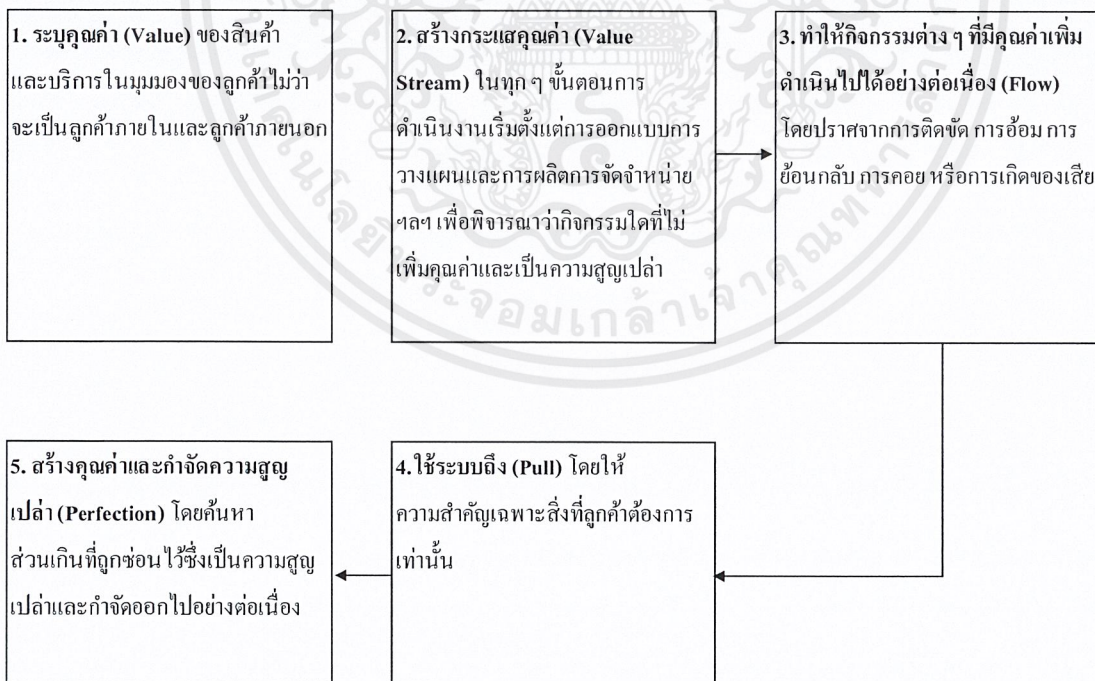 1. ระบุคุณค่า (Value) ของสินค้า
และบริการในมุมมองของลูกค้าไม่ว่า
จะเป็นลูกค้าภายในและลูกค้าภายนอก
2. สร้างกระแสคุณค่า (Value
Stream) ในทุก ๆ ขั้นตอนการ
ดำเนินงานเริ่มตั้งแต่การออกแบบการ
วางแผนและการผลิตการจัดจำหน่าย
ฯลฯ เพื่อพิจารณาว่ากิจกรรมใดที่ไม่
เพิ่มคุณค่าและเป็นความสูญเปล่า
3. ทำให้กิจกรรมต่าง ๆ ที่มีคุณค่าเพิ่ม
ดำเนินไปได้อย่างต่อเนื่อง (Flow)
โดยปราศจากการติดขัด การอ้อม การ
ย้อนกลับ การคอย หรือการเกิดของเสีย
4.ใช้ระบบถึง (Pull) โดยให้
ความสำคัญเฉพาะสิ่งที่ลูกค้าต้องการ
เท่านั้น
5. สร้างคุณค่าและกำจัดความสูญ
เปล่า (Perfection) โดยค้นหา
ส่วนเกินที่ถูกซ่อนไว้ซึ่งเป็นความสูญ
เปล่าและกำจัดออกไปอย่างต่อเนื่อง